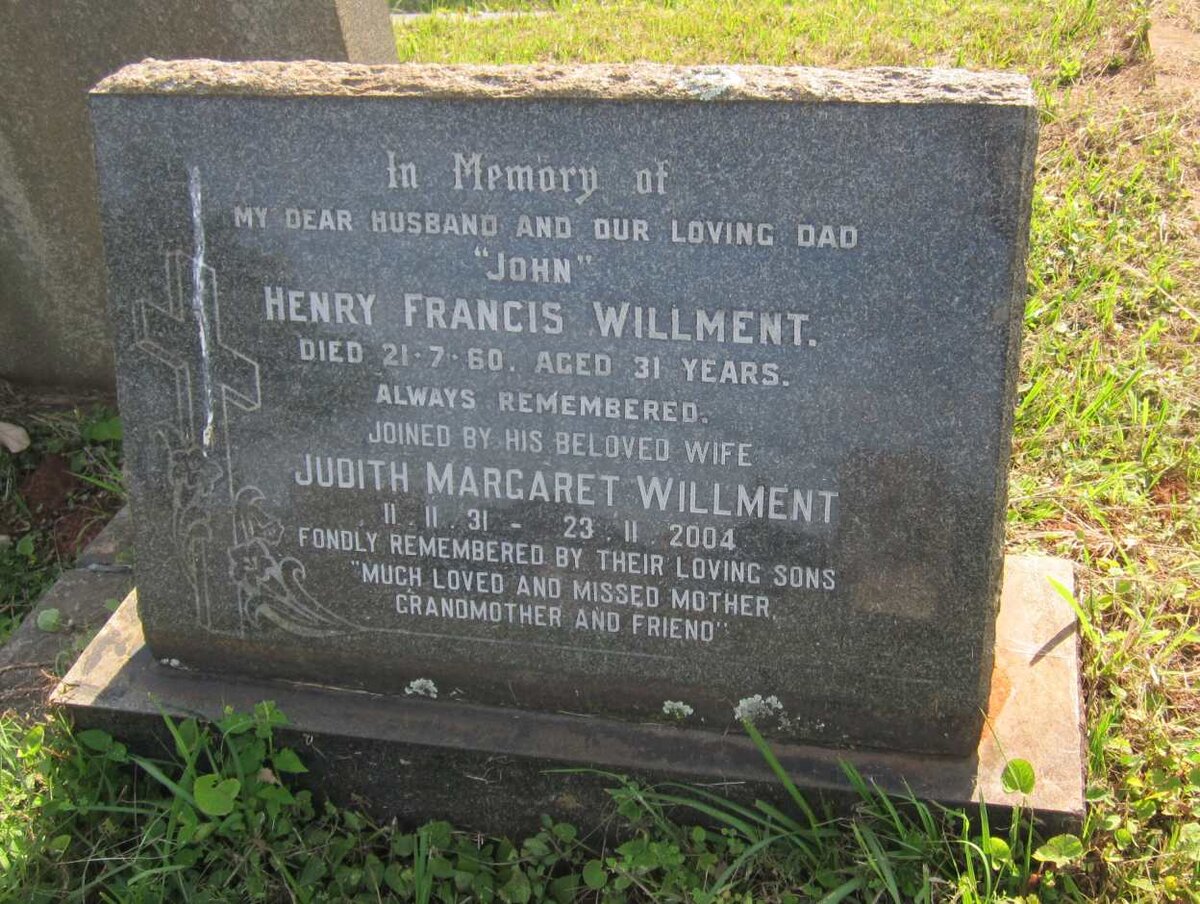 In Memory of
MY DEAR HUSBAND AND OUR LOVING DAD
"JOHN"
HENRY FRANCIS WILLMENT.
DIED 21·7·60. AGED 31 YEARS.
ALWAYS REMEMBERED.
JOINED BY HIS BELOVED WIFE
JUDITH MARGARET WILLMENT
11 . 11 . 31 - 23 . 11 . 2004
FONDLY REMEMBERED BY THEIR LOVING SONS
"MUCH LOVED AND MISSED MOTHER,
GRANDMOTHER AND FRIEND"